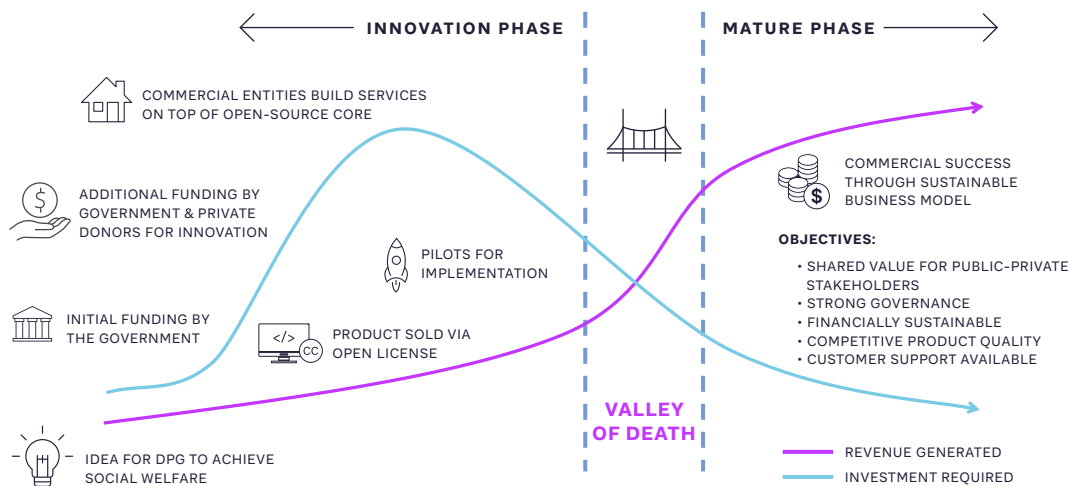 INNOVATION PHASE
MATURE PHASE
COMMERCIAL ENTITIES BUILD SERVICES
ON TOP OF OPEN-SOURCE CORE
ADDITIONAL FUNDING BY
GOVERNMENT & PRIVATE
DONORS FOR INNOVATION
INITIAL FUNDING BY
THE GOVERNMENT
IDEA FOR DPG TO ACHIEVE
SOCIAL WELFARE
$
PILOTS FOR
IMPLEMENTATION
</>
CC
PRODUCT SOLD VIA
OPEN LICENSE
VALLEY
OF DEATH
$
COMMERCIAL SUCCESS
THROUGH SUSTAINABLE
BUSINESS MODEL
OBJECTIVES:
• SHARED VALUE FOR PUBLIC-PRIVATE
STAKEHOLDERS
• STRONG GOVERNANCE
• FINANCIALLY SUSTAINABLE
• COMPETITIVE PRODUCT QUALITY
• CUSTOMER SUPPORT AVAILABLE
REVENUE GENERATED
INVESTMENT REQUIRED